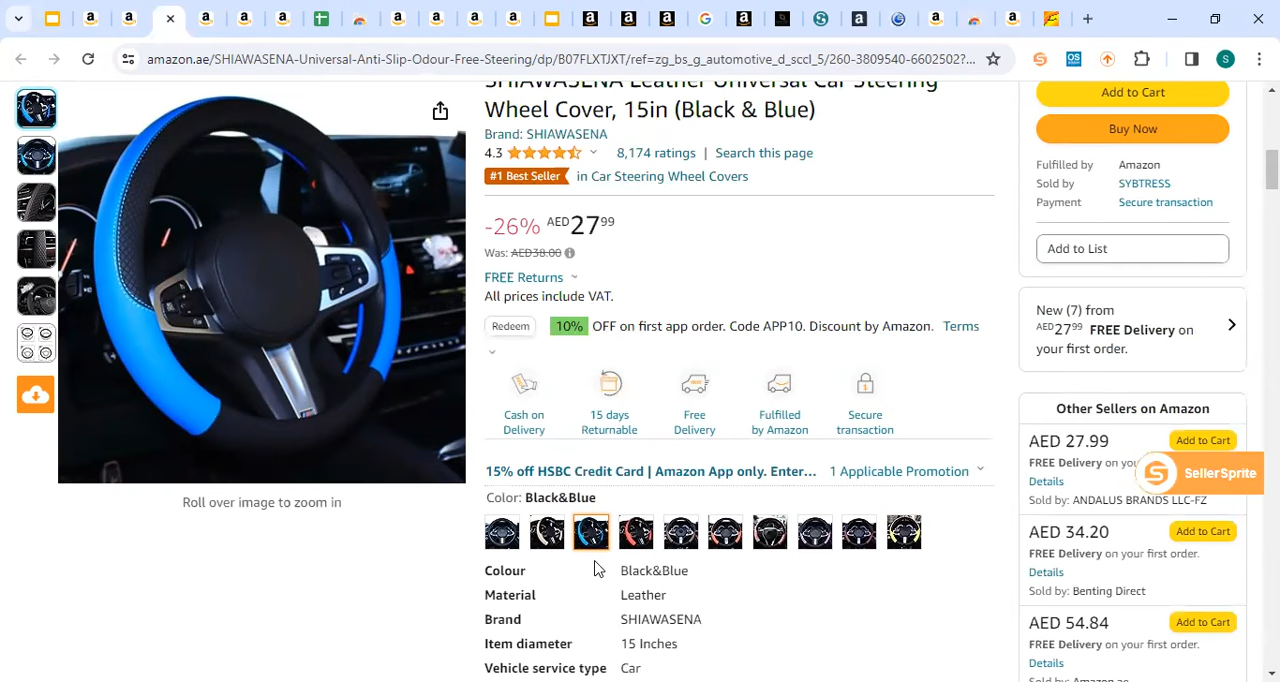 amazon.ae/SHIAWASENA-Universal-Anti-Slip-Odour-Free-Steering/dp/B07FLXTJXT/ref=zg_bs_g_automotive_d_sccl_5/260-3809540-6602502?...
S
SHIAWASENA Leather Universal Car Steering
Wheel Cover, 15in (Black & Blue)
Brand: SHIAWASENA
4.3 8,174 ratings | Search this page
#1 Best Seller in Car Steering Wheel Covers
-26% AED 27 99
Was: AED38.00
FREE Returns
All prices include VAT.
Redeem 10% OFF on first app order. Code APP10. Discount by Amazon. Terms
Cash on Delivery
15 days Returnable
Free Delivery
Fulfilled by Amazon
Secure transaction
15% off HSBC Credit Card | Amazon App only. Enter... 1 Applicable Promotion
Color: Black&Blue
Colour Black&Blue
Material Leather
Brand SHIAWASENA
Item diameter 15 Inches
Vehicle service type Car
Roll over image to zoom in
Add to Cart
Buy Now
Fulfilled by Amazon
Sold by SYBTRESS
Payment Secure transaction
Add to List
New (7) from
AED 27 99 FREE Delivery on
your first order.
Other Sellers on Amazon
AED 27.99 Add to Cart
FREE Delivery on you
Details
Sold by: ANDALUS BRANDS LLC-FZ
S SellerSprite
AED 34.20 Add to Cart
FREE Delivery on your first order.
Details
Sold by: Benting Direct
AED 54.84 Add to Cart
FREE Delivery on your first order.
Details
Sold by: Amazon.ae